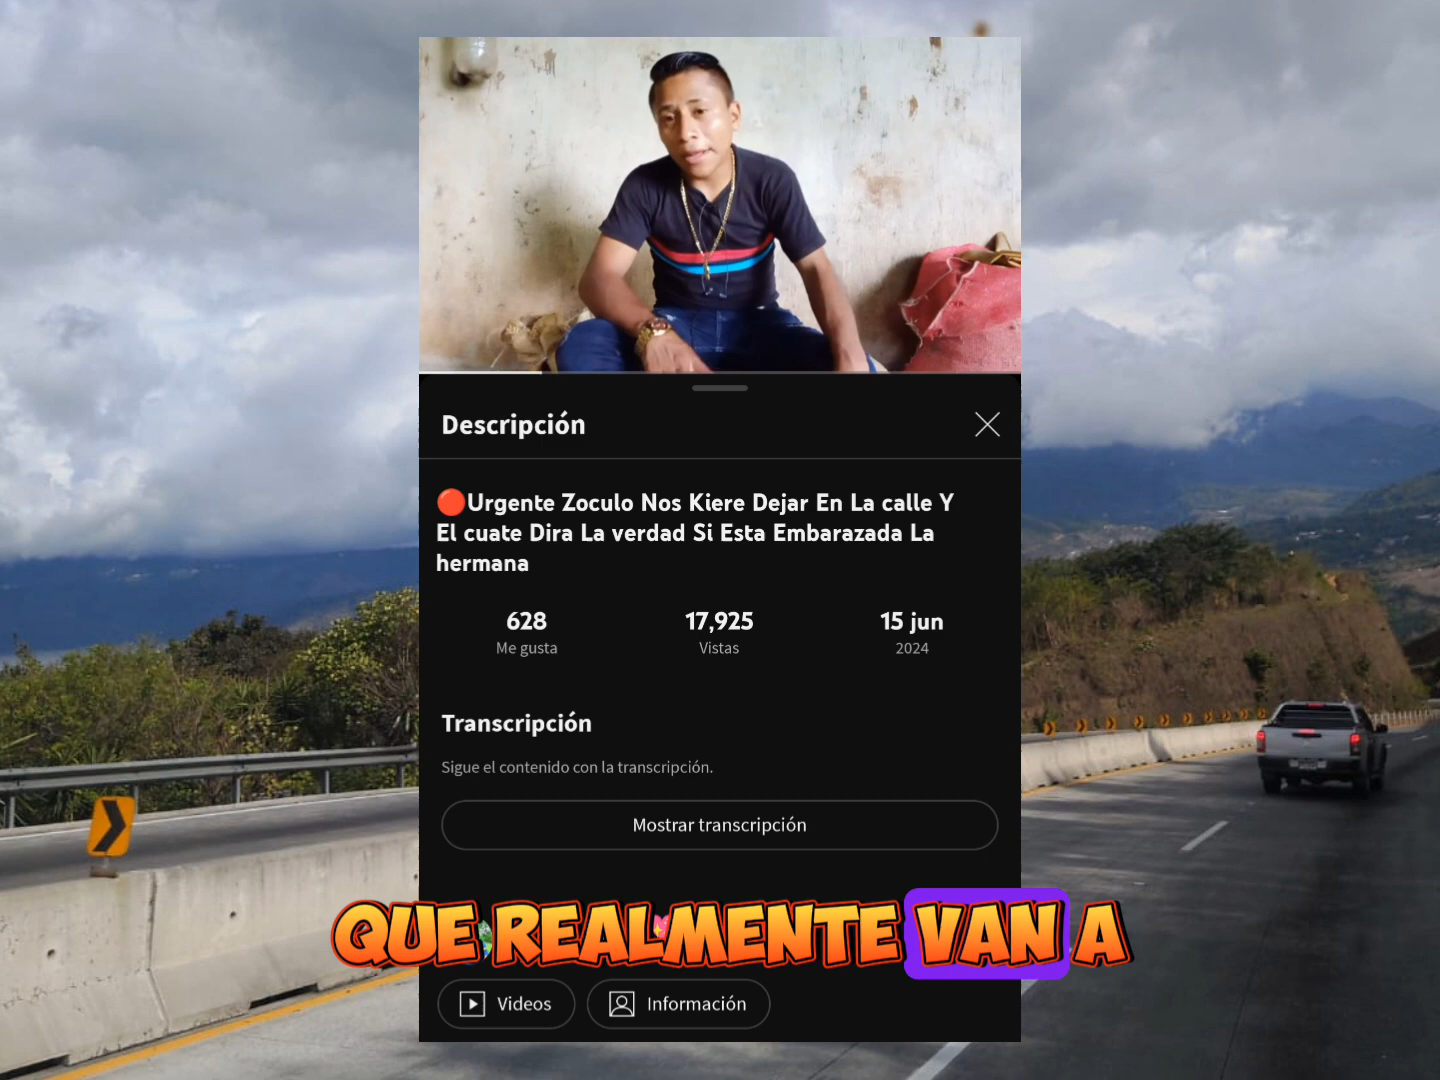 Descripción
🔴Urgente Zoculo Nos Kiere Dejar En La calle Y
El cuate Dira La verdad Si Esta Embarazada La
hermana
628 17,925 15 jun
Me gusta Vistas 2024
Transcripción
Sigue el contenido con la transcripción.
Mostrar transcripción
QUE REALMENTE VAN A
Videos Información